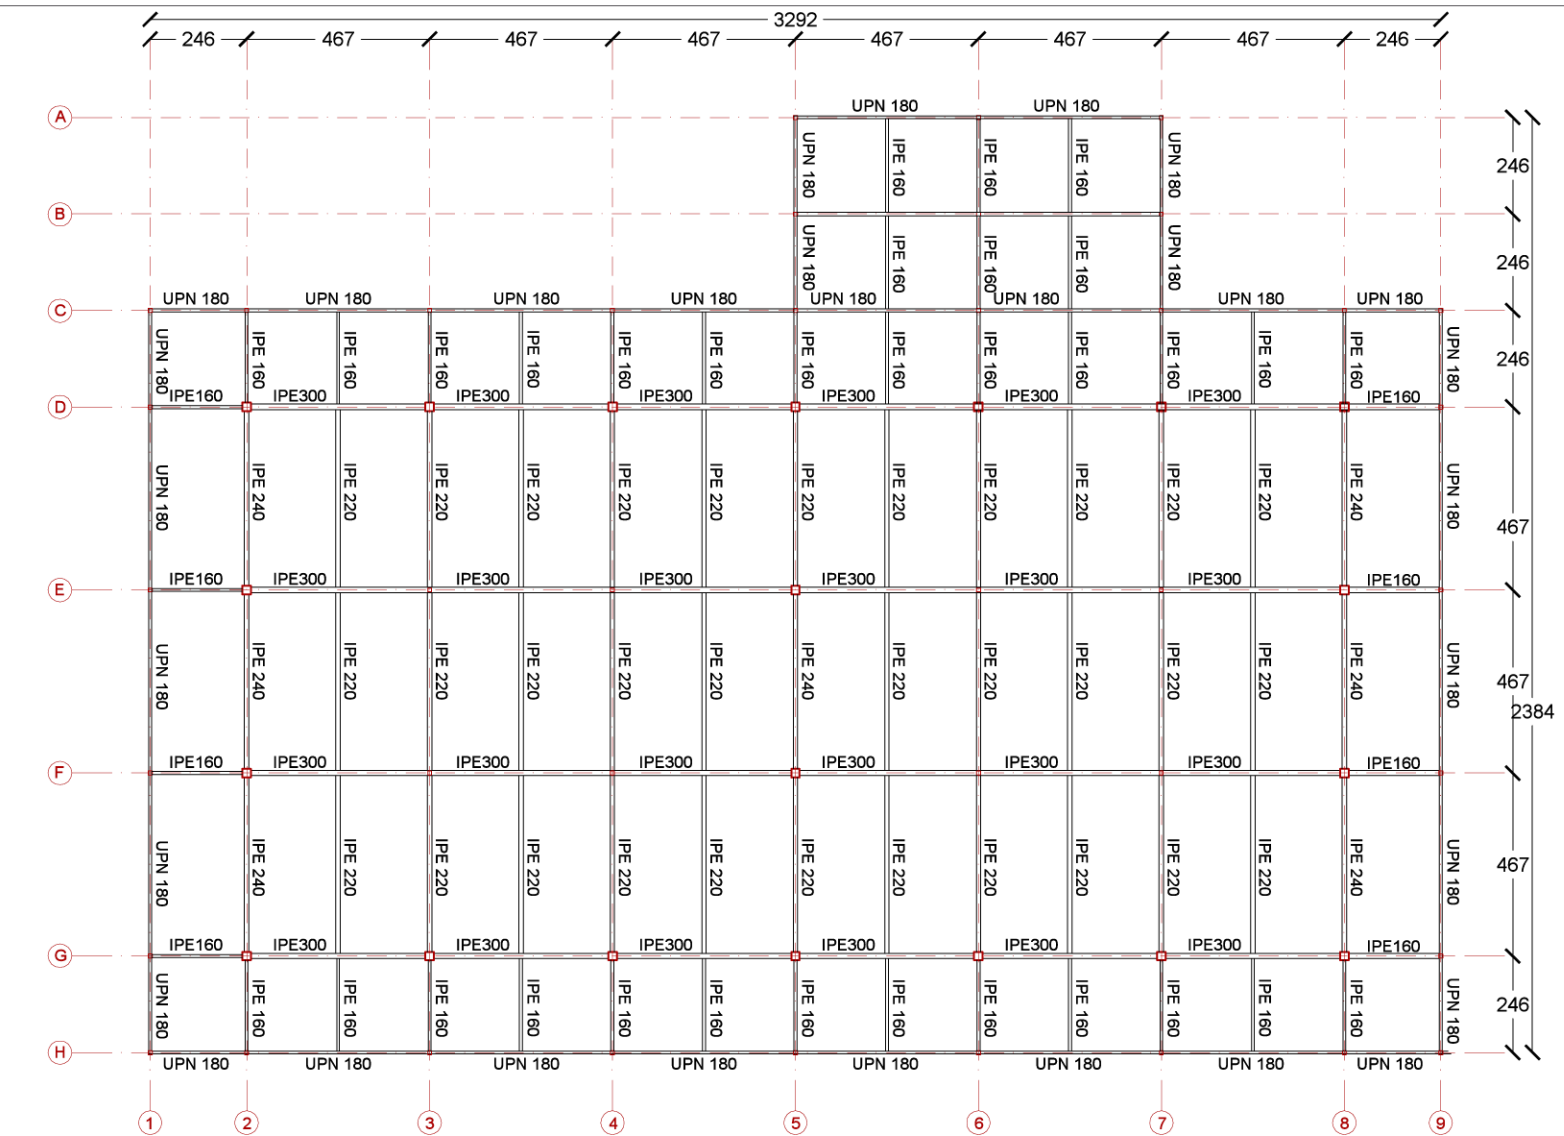 3292
246 467 467 467 467 467 467 246
UPN 180 UPN 180
A
UPN 180 IPE 160 IPE 160 IPE 160 UPN 180
246
B
UPN 180 IPE 160 IPE 160 IPE 160 UPN 180
246
UPN 180 UPN 180 UPN 180 UPN 180 UPN 180 UPN 180 UPN 180 UPN 180
C
UPN 180 IPE 160 IPE 160 IPE 160 IPE 160 IPE 160 IPE 160 IPE 160 IPE 160 IPE 160 IPE 160 IPE 160 IPE 160 IPE 160 UPN 180
246
IPE160 IPE300 IPE300 IPE300 IPE300 IPE300 IPE300 IPE160
D
UPN 180 IPE 240 IPE 220 IPE 220 IPE 220 IPE 220 IPE 220 IPE 220 IPE 220 IPE 220 IPE 220 IPE 220 IPE 220 IPE 240 UPN 180
467
IPE160 IPE300 IPE300 IPE300 IPE300 IPE300 IPE300 IPE160
E
UPN 180 IPE 240 IPE 220 IPE 220 IPE 220 IPE 220 IPE 220 IPE 240 IPE 220 IPE 220 IPE 220 IPE 220 IPE 220 IPE 240 UPN 180
467
2384
IPE160 IPE300 IPE300 IPE300 IPE300 IPE300 IPE300 IPE160
F
UPN 180 IPE 240 IPE 220 IPE 220 IPE 220 IPE 220 IPE 220 IPE 220 IPE 220 IPE 220 IPE 220 IPE 220 IPE 220 IPE 240 UPN 180
467
IPE160 IPE300 IPE300 IPE300 IPE300 IPE300 IPE300 IPE160
G
UPN 180 IPE 160 IPE 160 IPE 160 IPE 160 IPE 160 IPE 160 IPE 160 IPE 160 IPE 160 IPE 160 IPE 160 IPE 160 IPE 160 UPN 180
246
H
UPN 180 UPN 180 UPN 180 UPN 180 UPN 180 UPN 180 UPN 180 UPN 180
1 2 3 4 5 6 7 8 9